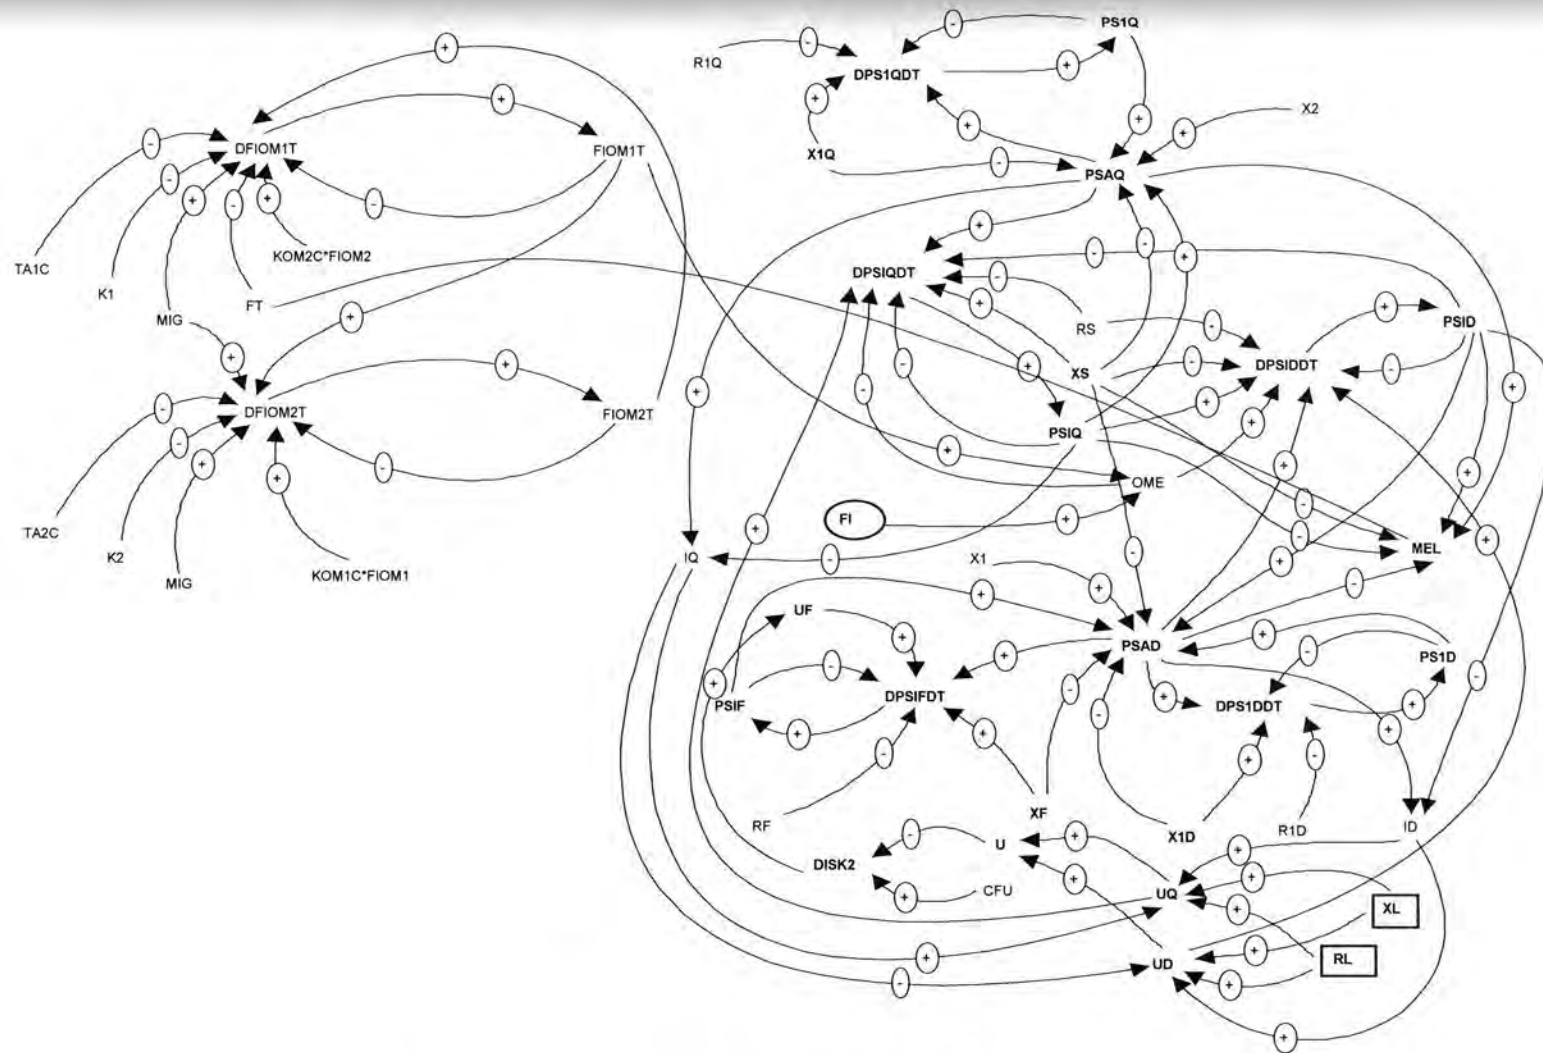 PS1Q
R1Q
DPS1QDT
X2
DFIOM1T
FIOM1T
X1Q
PSAQ
KOM2C*FIOM2
TA1C
K1
FT
MIG
DPSIQDT
RS
PSID
XS
DPSIDDT
DFIOM2T
FIOM2T
PSIQ
OME
FI
TA2C
K2
MIG
KOM1C*FIOM1
IQ
X1
MEL
UF
PSAD
PS1D
PSIF
DPSIFDT
DPS1DDT
RF
XF
X1D
R1D
ID
U
DISK2
CFU
UQ
XL
UD
RL